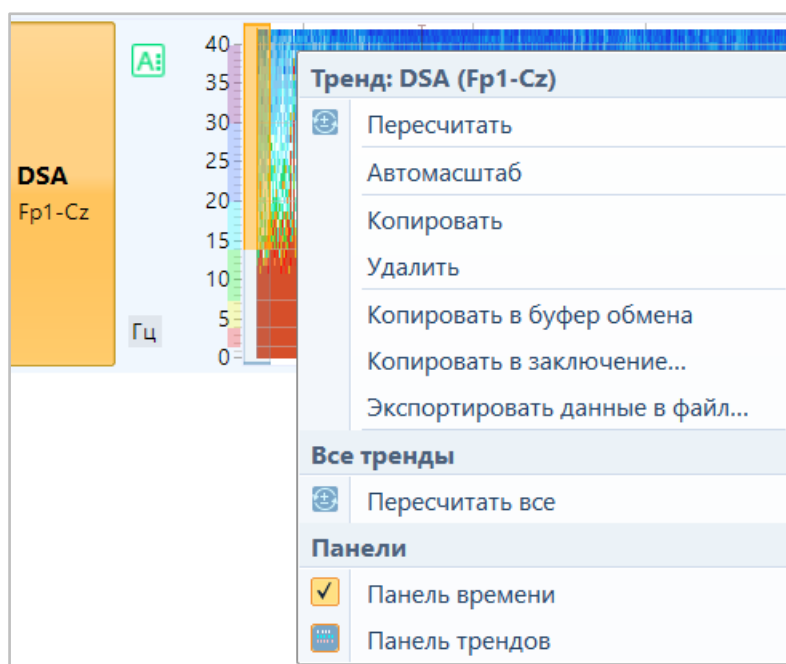 DSA
Fp1-Cz
A
40
35
30
25
20
15
10
5
0
Гц
Тренд: DSA (Fp1-Cz)
Пересчитать
Автомасштаб
Копировать
Удалить
Копировать в буфер обмена
Копировать в заключение...
Экспортировать данные в файл...
Все тренды
Пересчитать все
Панели
Панель времени
Панель трендов